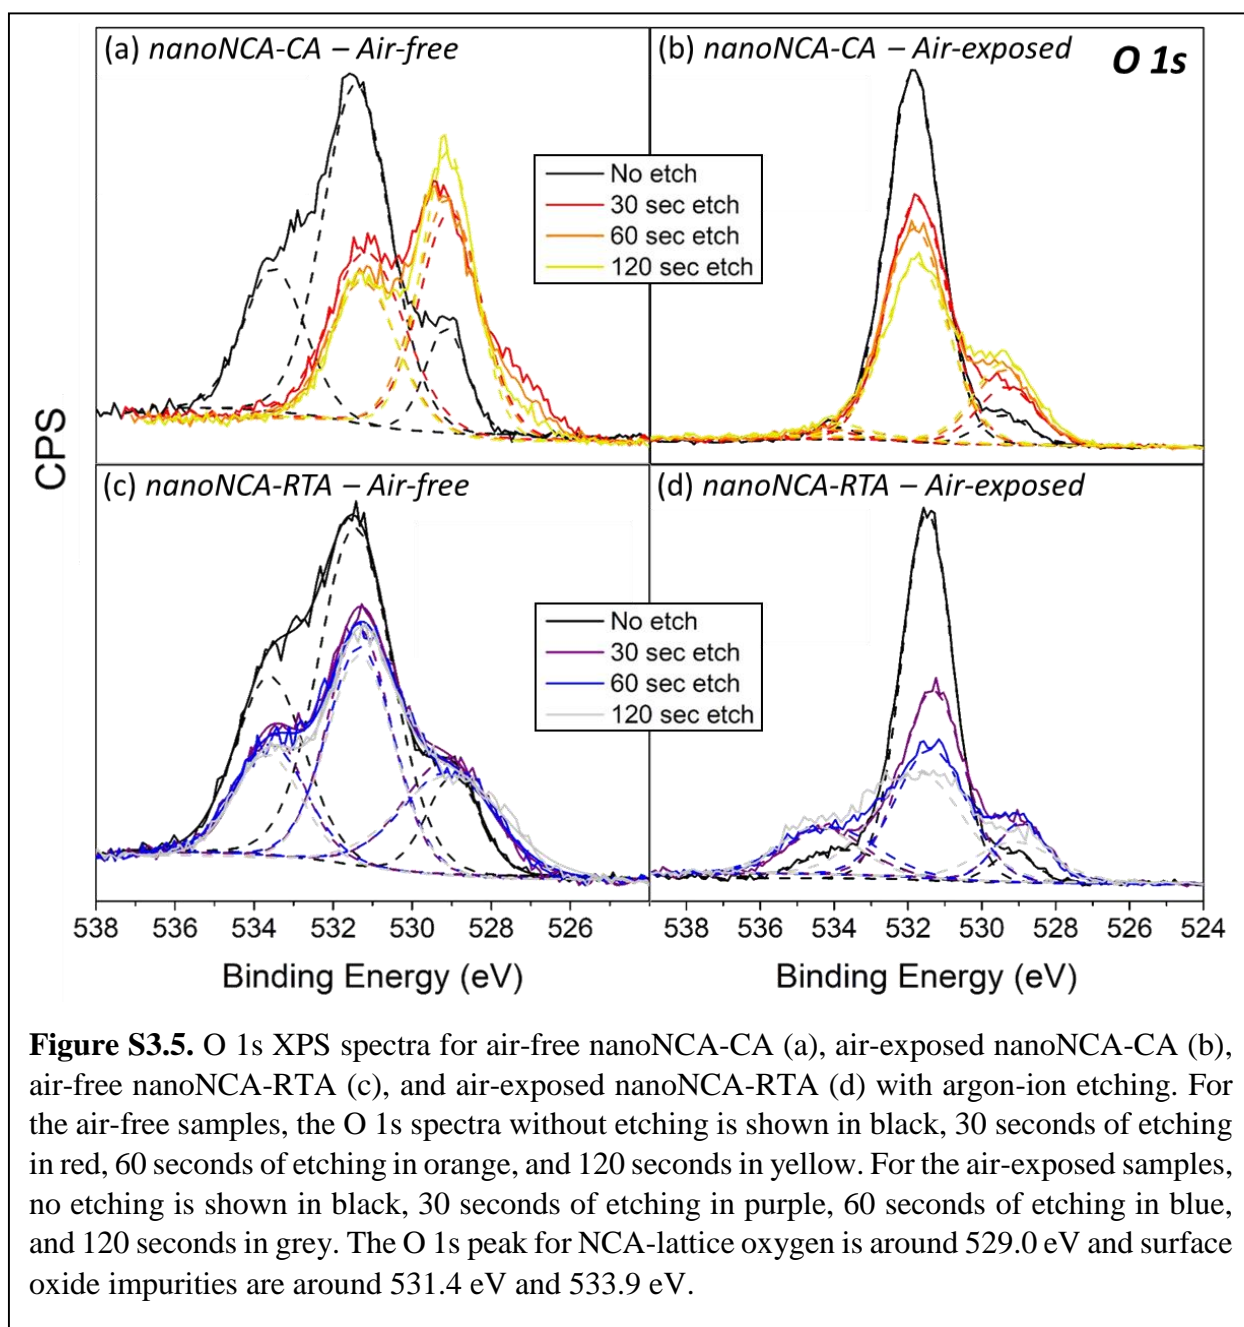 (a) nanoNCA-CA – Air-free
(b) nanoNCA-CA – Air-exposed
O 1s
No etch
30 sec etch
60 sec etch
120 sec etch
CPS
(c) nanoNCA-RTA – Air-free
(d) nanoNCA-RTA – Air-exposed
No etch
30 sec etch
60 sec etch
120 sec etch
538 536 534 532 530 528 526
538 536 534 532 530 528 526 524
Binding Energy (eV)
Binding Energy (eV)
Figure S3.5. O 1s XPS spectra for air-free nanoNCA-CA (a), air-exposed nanoNCA-CA (b),
air-free nanoNCA-RTA (c), and air-exposed nanoNCA-RTA (d) with argon-ion etching. For
the air-free samples, the O 1s spectra without etching is shown in black, 30 seconds of etching
in red, 60 seconds of etching in orange, and 120 seconds in yellow. For the air-exposed samples,
no etching is shown in black, 30 seconds of etching in purple, 60 seconds of etching in blue,
and 120 seconds in grey. The O 1s peak for NCA-lattice oxygen is around 529.0 eV and surface
oxide impurities are around 531.4 eV and 533.9 eV.